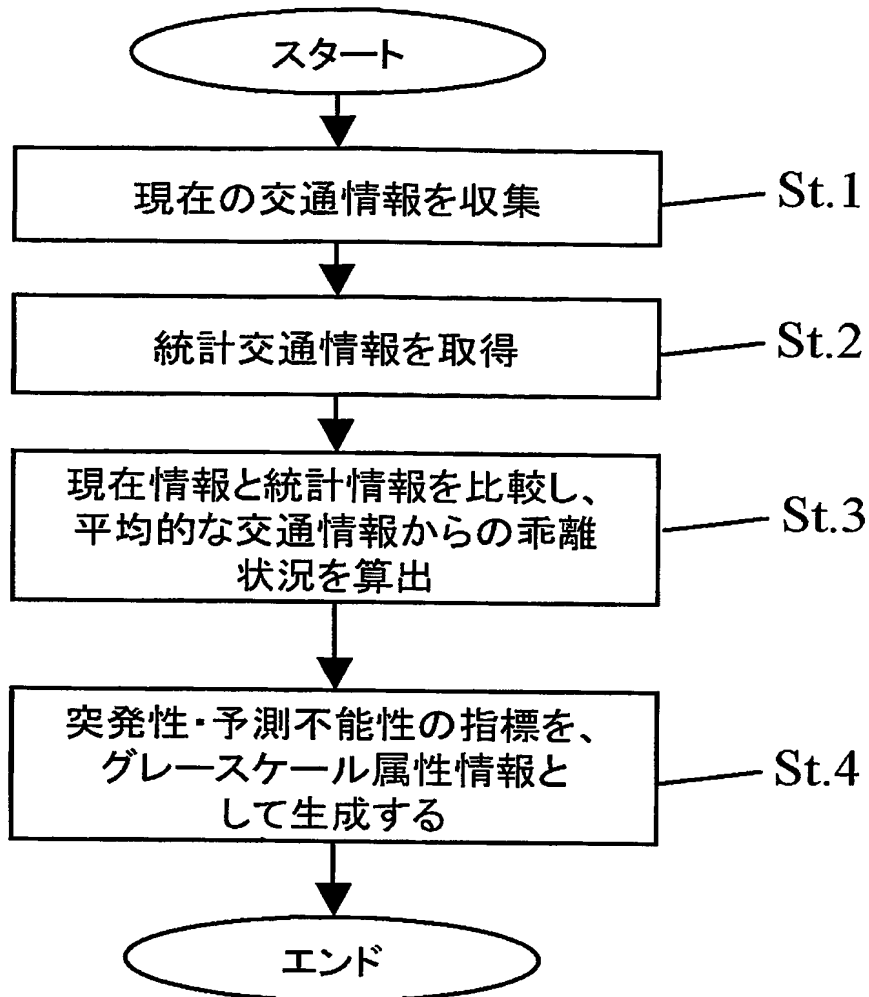 スタート
現在の交通情報を収集
St.1
統計交通情報を取得
St.2
現在情報と統計情報を比較し、
平均的な交通情報からの乖離
状況を算出
St.3
突発性・予測不能性の指標を、
グレースケール属性情報と
して生成する
St.4
エンド